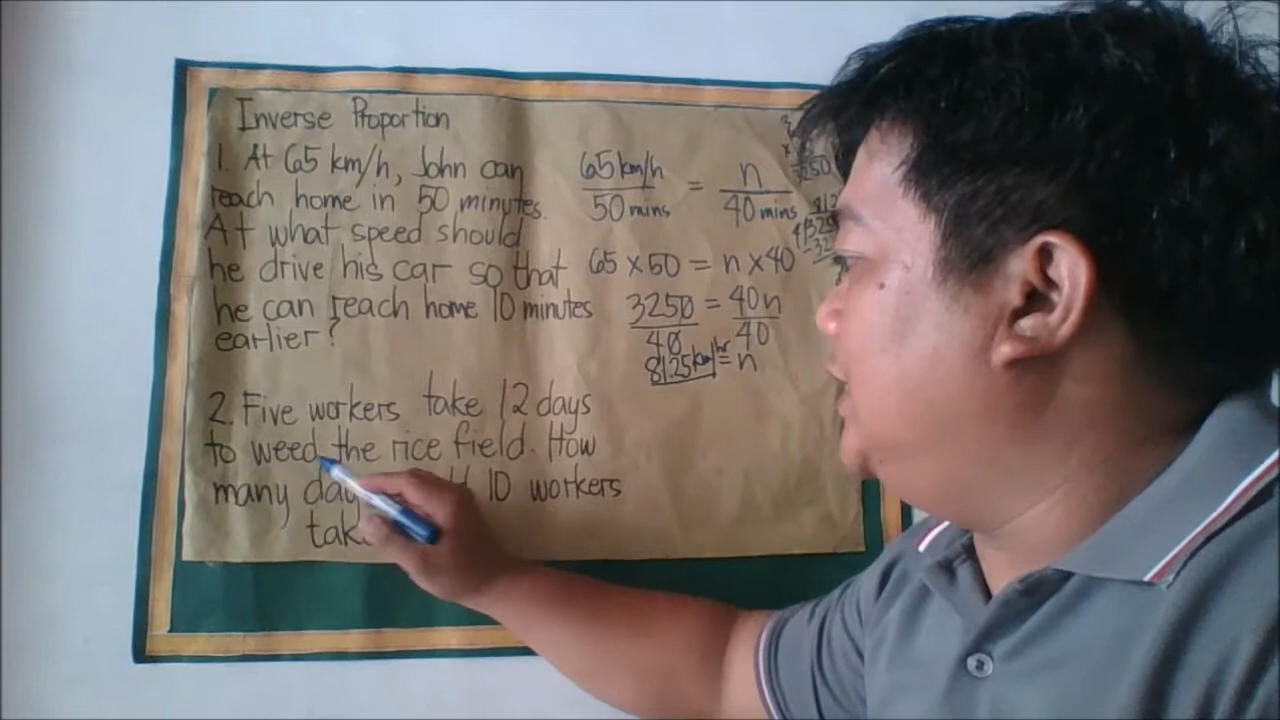 Inverse Proportion
1. At 65 km/h, John can
reach home in 50 minutes.
At what speed should
he drive his car so that
he can reach home 10 minutes
earlier?
65 km/h = n
50 mins 40 mins
65 × 50 = n × 40
3250 = 40n
40 40
81.25 km/hr = n
3250
2. Five workers take 12 days
to weed the rice field. How
many 10 workers